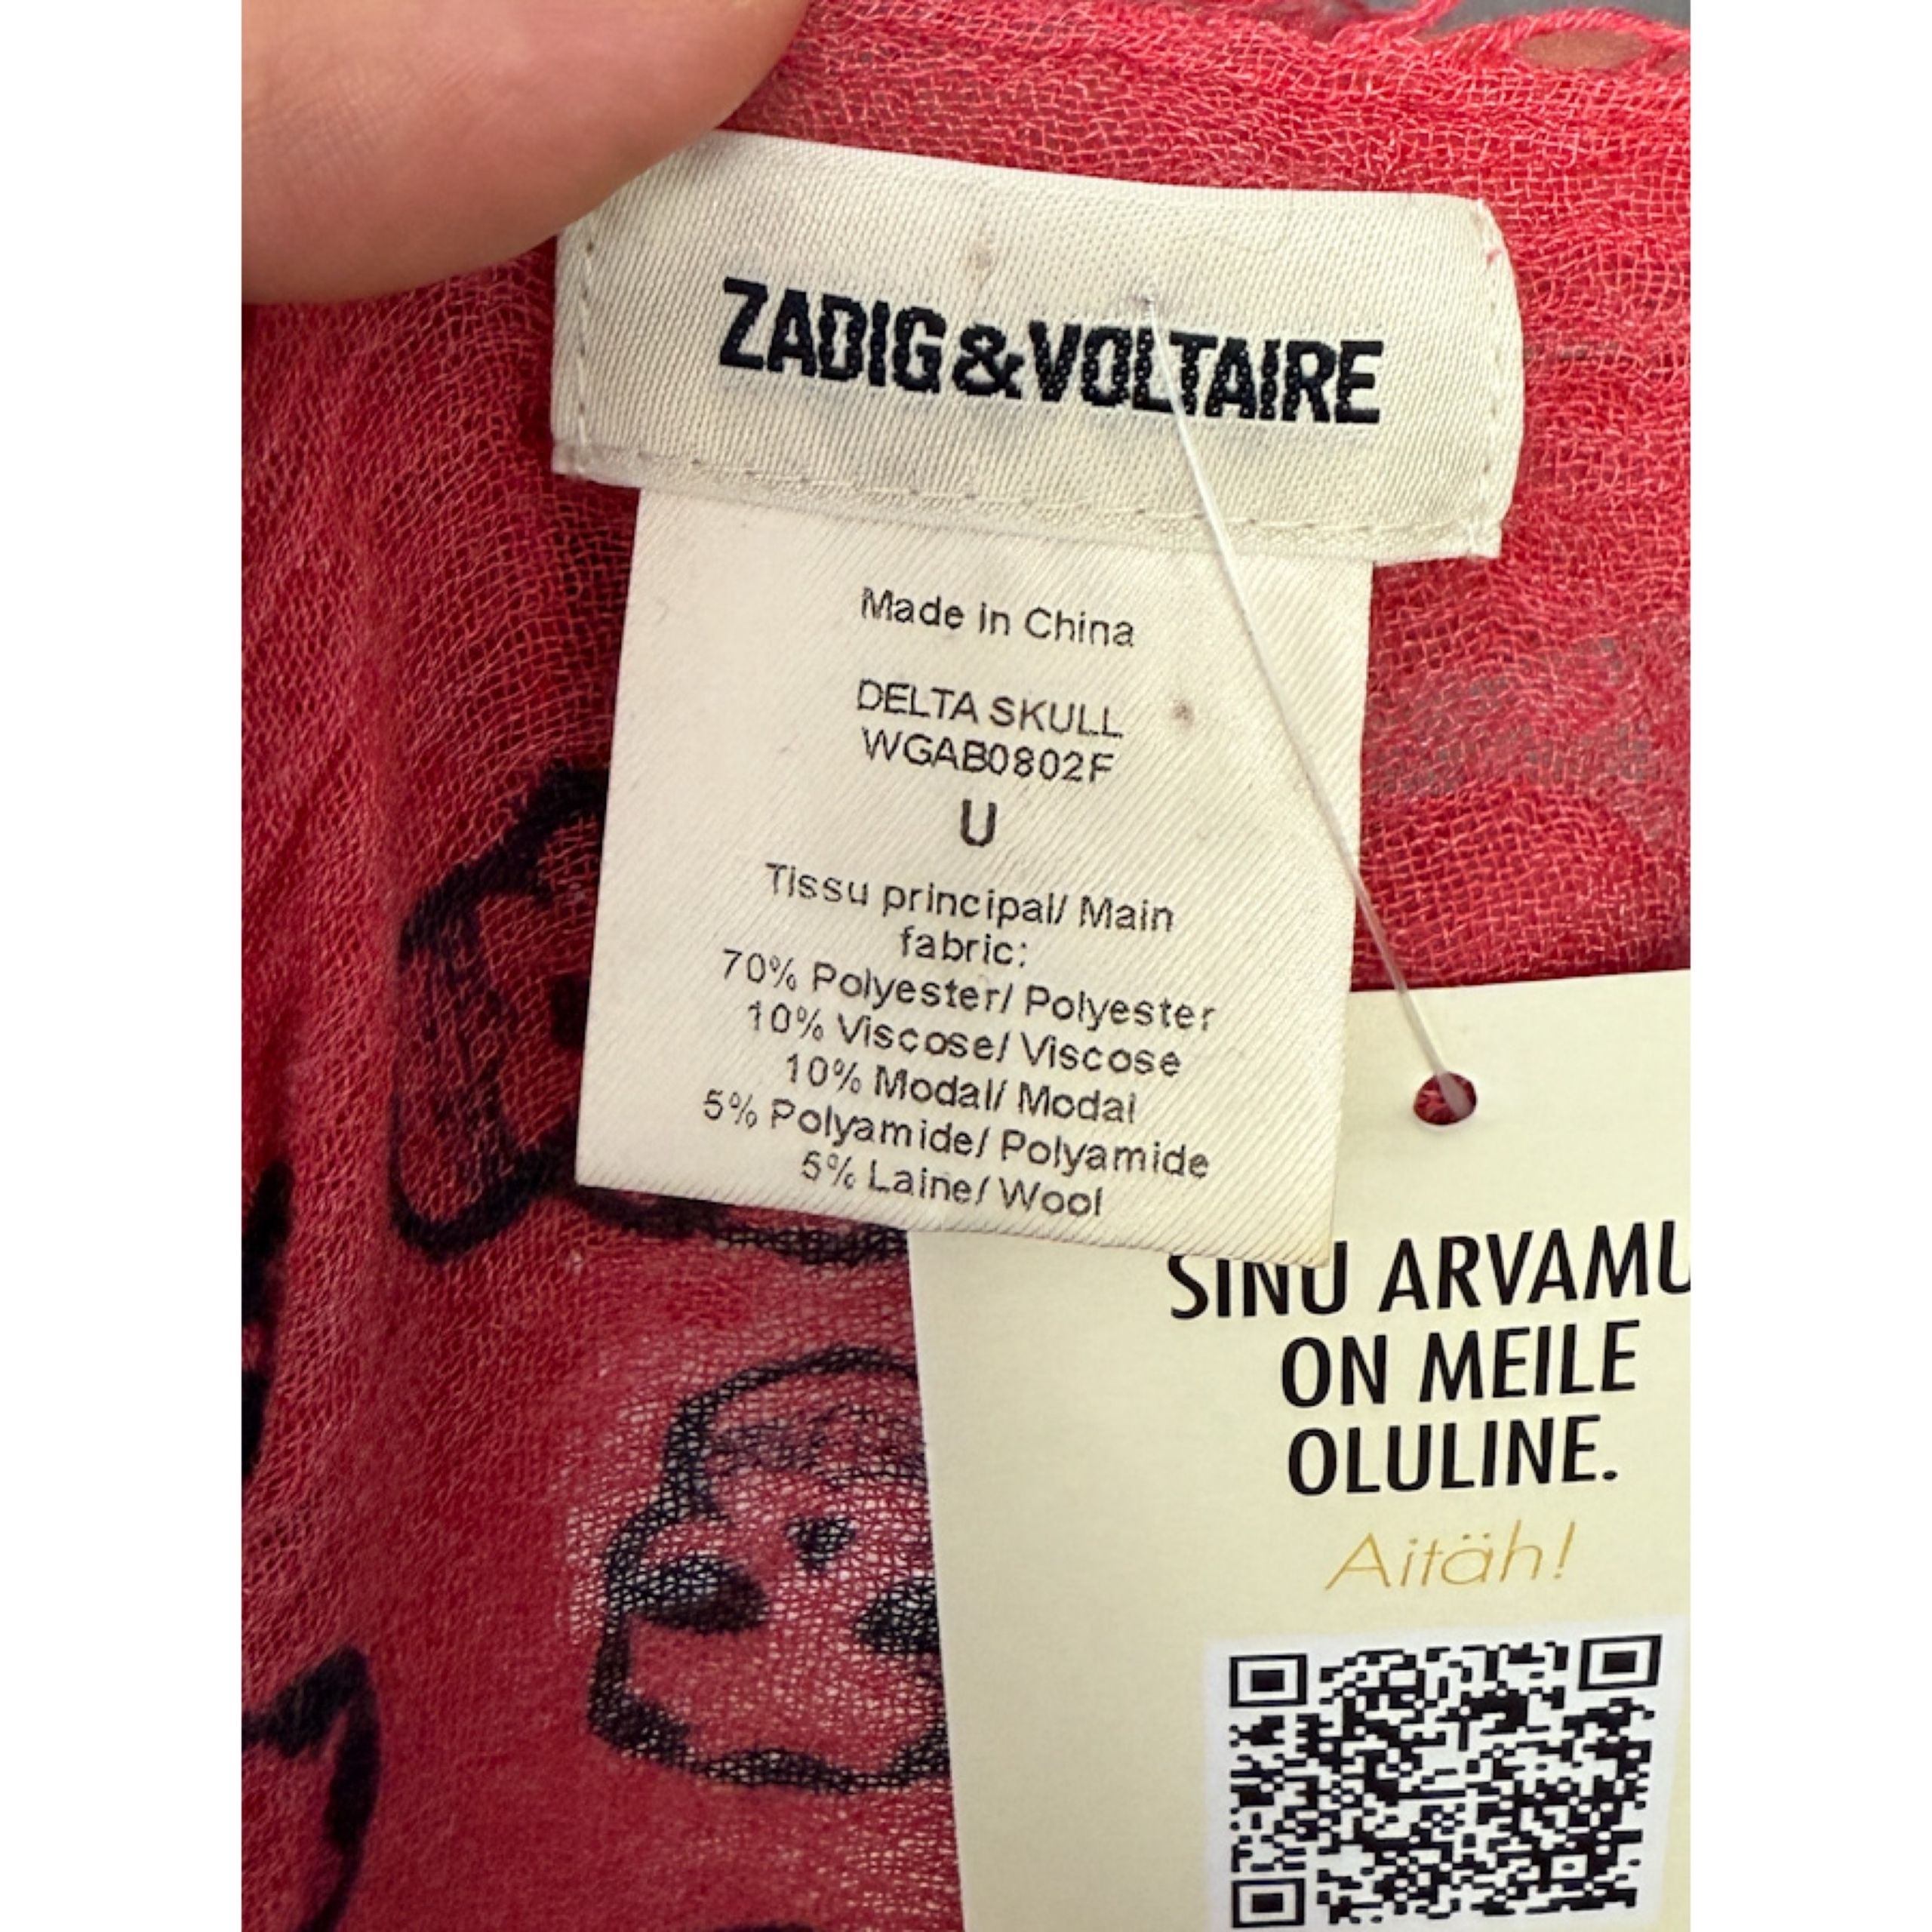 ZADIG&VOLTAIRE
Made in China
DELTA SKULL
WGAB0802F
U
Tissu principal/ Main
fabric:
70% Polyester/ Polyester
10% Viscose/ Viscose
10% Modal/ Modal
5% Polyamide/ Polyamide
5% Laine/ Wool
SINU ARVAMU
ON MEILE
OLULINE.
Aitäh!